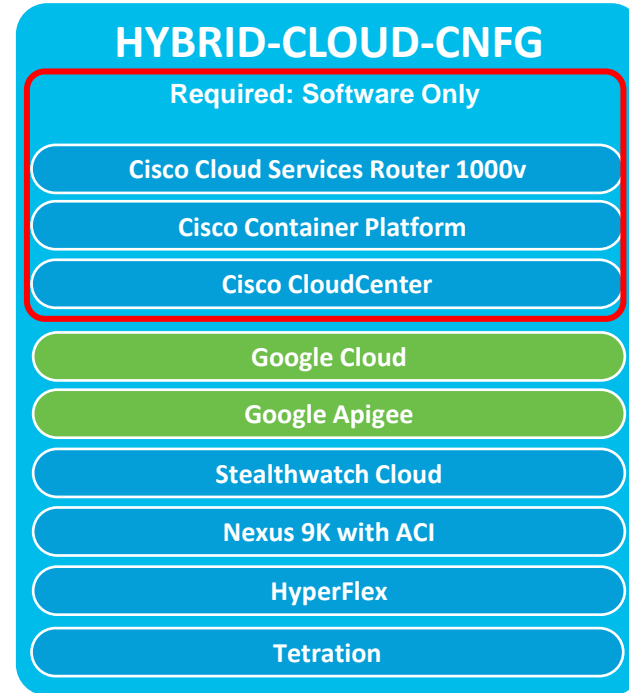 HYBRID-CLOUD-CNFG
Required: Software Only
Cisco Cloud Services Router 1000v
Cisco Container Platform
Cisco CloudCenter
Google Cloud
Google Apigee
Stealthwatch Cloud
Nexus 9K with ACI
HyperFlex
Tetration